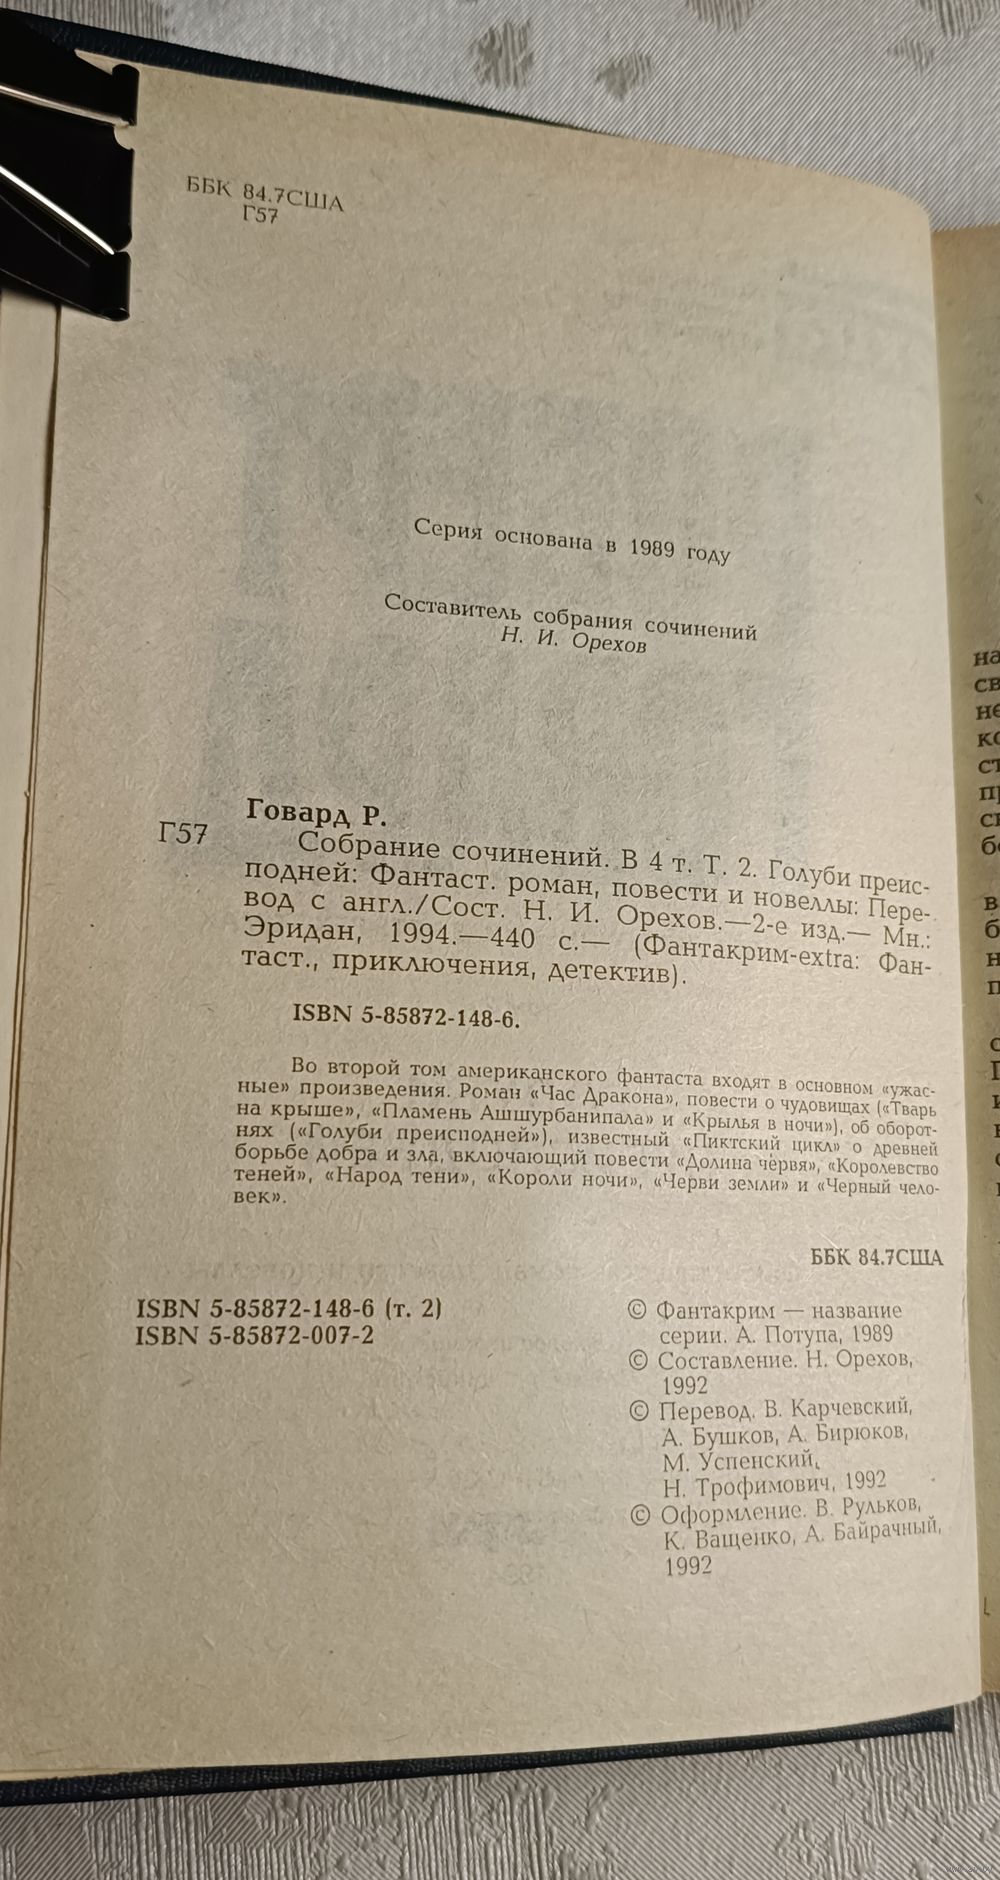 ББК 84.7США
Г57
Серия основана в 1989 году
Составитель собрания сочинений
Н. И. Орехов
Говард Р.
Г57
Собрание сочинений. В 4 т. Т. 2. Голуби преис-
подней: Фантаст. роман, повести и новеллы: Пере-
вод с англ./Сост. Н. И. Орехов.—2-е изд.— Мн.:
Эридан, 1994.—440 с.— (Фантакрим-extra: Фан-
таст., приключения, детектив).
ISBN 5-85872-148-6.
Во второй том американского фантаста входят в основном «ужас-
ные» произведения. Роман «Час Дракона», повести о чудовищах («Тварь
на крыше», «Пламень Ашшурбанипала» и «Крылья в ночи»), об оборот-
нях («Голуби преисподней»), известный «Пиктский цикл» о древней
борьбе добра и зла, включающий повести «Долина червя», «Королевство
теней», «Народ тени», «Короли ночи», «Черви земли» и «Черный чело-
век».
ББК 84.7США
ISBN 5-85872-148-6 (т. 2)
ISBN 5-85872-007-2
© Фантакрим — название
серии. А. Потупа, 1989
© Составление. Н. Орехов,
1992
© Перевод. В. Карчевский,
А. Бушков, А. Бирюков,
М. Успенский,
Н. Трофимович, 1992
© Оформление. В. Рульков,
К. Ващенко, А. Байрачный,
1992